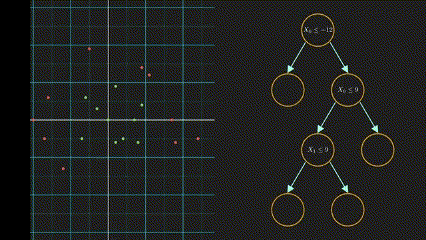 X₀ ≤ −12
X₀ ≤ 9
X₁ ≤ 9